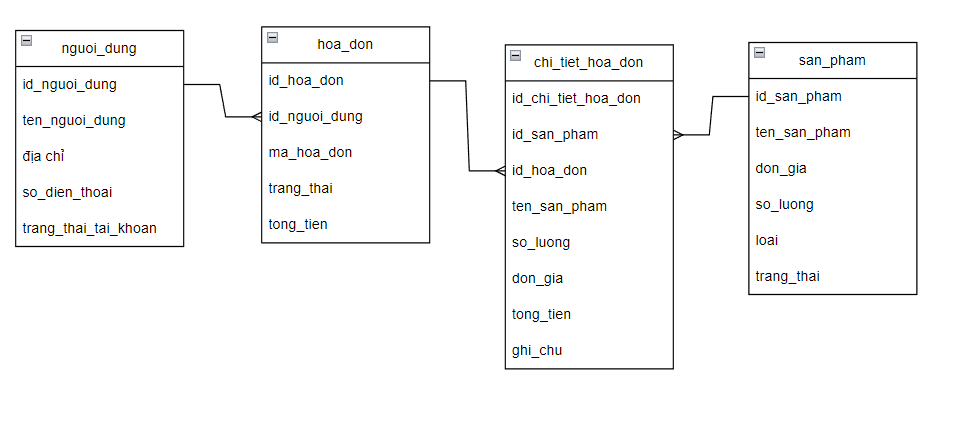 nguoi_dung
id_nguoi_dung
ten_nguoi_dung
địa chỉ
so_dien_thoai
trang_thai_tai_khoan
hoa_don
id_hoa_don
id_nguoi_dung
ma_hoa_don
trang_thai
tong_tien
chi_tiet_hoa_don
id_chi_tiet_hoa_don
id_san_pham
id_hoa_don
ten_san_pham
so_luong
don_gia
tong_tien
ghi_chu
san_pham
id_san_pham
ten_san_pham
don_gia
so_luong
loai
trang_thai